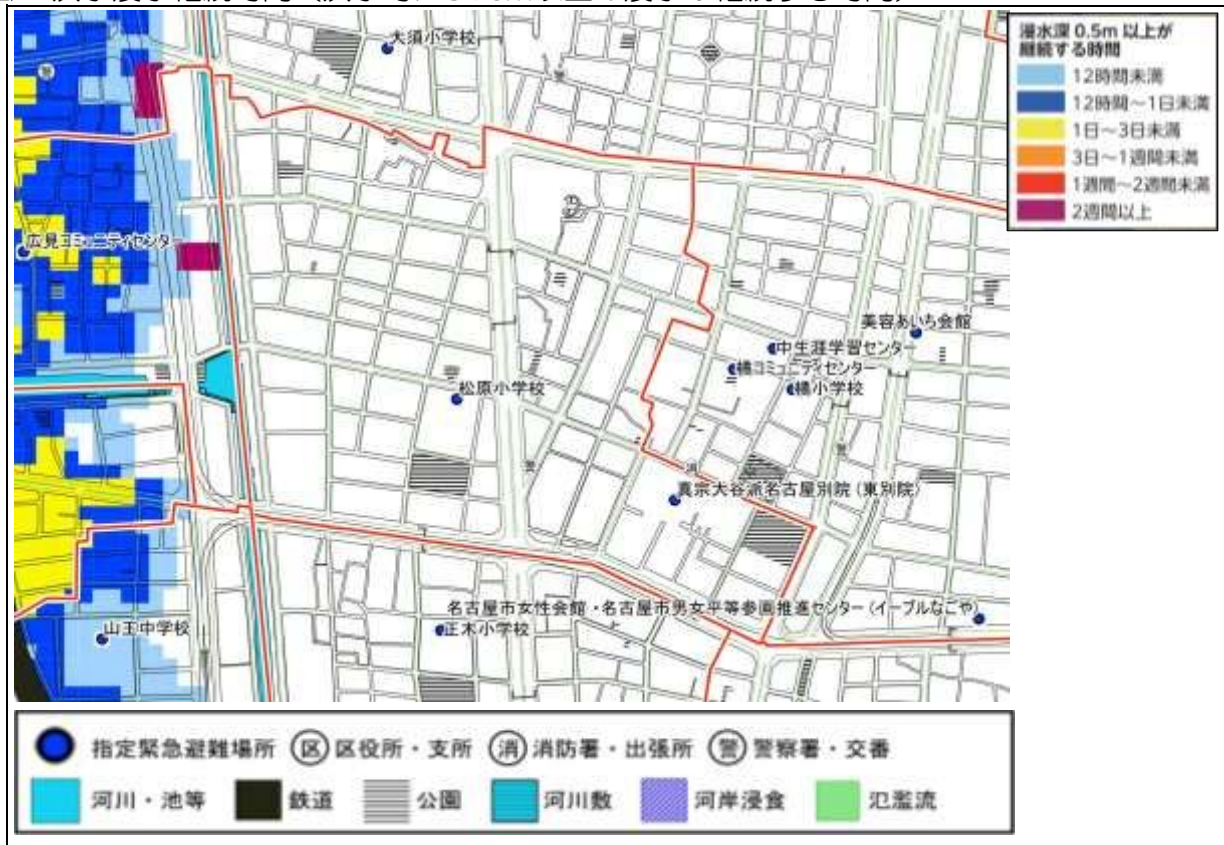 大須小学校
広見コミュニティセンター
美容あいち会館
中生涯学習センター
橘コミュニティセンター
橘小学校
松原小学校
真宗大谷派名古屋別院（東別院）
名古屋市女性会館・名古屋市男女平等参画推進センター（イーブルなごや）
山王中学校
正木小学校
浸水深 0.5m 以上が
継続する時間
12時間未満
12時間～1日未満
1日～3日未満
3日～1週間未満
1週間～2週間未満
2週間以上
指定緊急避難場所 区 区役所・支所 消 消防署・出張所 警 警察署・交番
河川・池等 鉄道 公園 河川敷 河岸浸食 氾濫流